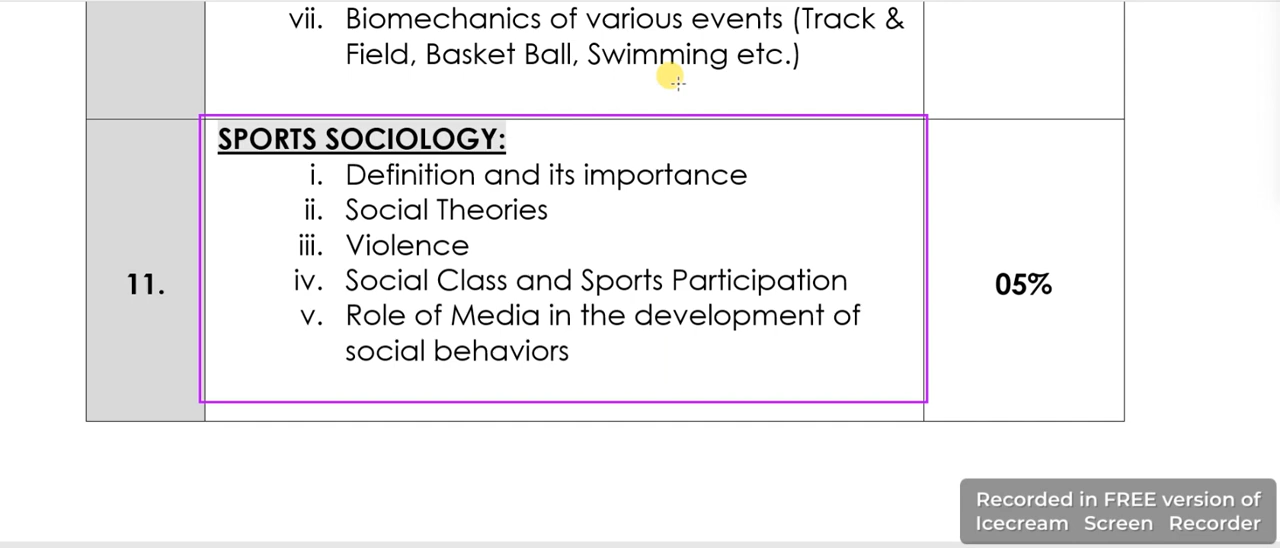 vii. Biomechanics of various events (Track &
Field, Basket Ball, Swimming etc.)
SPORTS SOCIOLOGY:
i. Definition and its importance
ii. Social Theories
iii. Violence
11.
iv. Social Class and Sports Participation
05%
v. Role of Media in the development of
social behaviors
Recorded in FREE version of
Icecream Screen Recorder